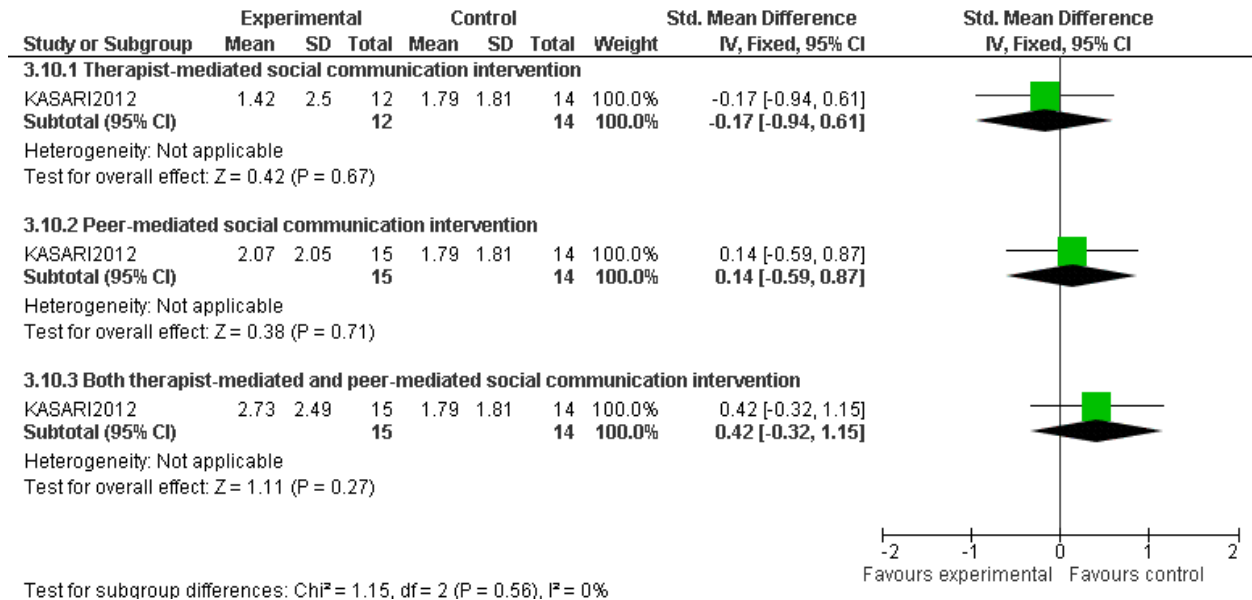 Experimental Control Std. Mean Difference Std. Mean Difference
Study or Subgroup Mean SD Total Mean SD Total Weight IV, Fixed, 95% CI IV, Fixed, 95% CI
3.10.1 Therapist-mediated social communication intervention
KASARI2012 1.42 2.5 12 1.79 1.81 14 100.0% -0.17 [-0.94, 0.61]
Subtotal (95% CI) 12 14 100.0% -0.17 [-0.94, 0.61]
Heterogeneity: Not applicable
Test for overall effect: Z = 0.42 (P = 0.67)
3.10.2 Peer-mediated social communication intervention
KASARI2012 2.07 2.05 15 1.79 1.81 14 100.0% 0.14 [-0.59, 0.87]
Subtotal (95% CI) 15 14 100.0% 0.14 [-0.59, 0.87]
Heterogeneity: Not applicable
Test for overall effect: Z = 0.38 (P = 0.71)
3.10.3 Both therapist-mediated and peer-mediated social communication intervention
KASARI2012 2.73 2.49 15 1.79 1.81 14 100.0% 0.42 [-0.32, 1.15]
Subtotal (95% CI) 15 14 100.0% 0.42 [-0.32, 1.15]
Heterogeneity: Not applicable
Test for overall effect: Z = 1.11 (P = 0.27)
-2 -1 0 1 2
Favours experimental Favours control
Test for subgroup differences: Chi² = 1.15, df = 2 (P = 0.56), I² = 0%